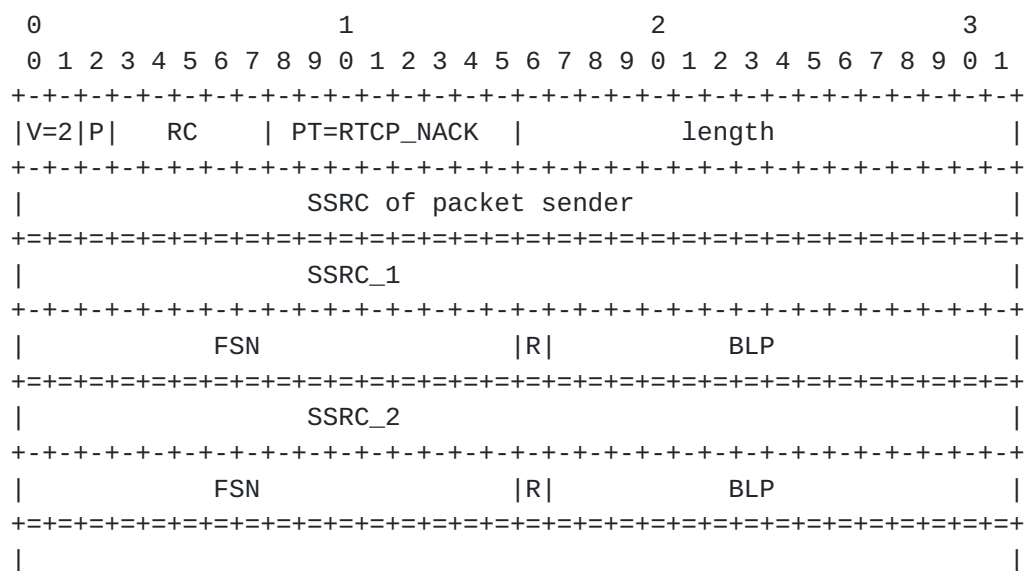 0                   1                   2                   3
 0 1 2 3 4 5 6 7 8 9 0 1 2 3 4 5 6 7 8 9 0 1 2 3 4 5 6 7 8 9 0 1
+-+-+-+-+-+-+-+-+-+-+-+-+-+-+-+-+-+-+-+-+-+-+-+-+-+-+-+-+-+-+-+-+
|V=2|P|   RC    | PT=RTCP_NACK  |          length               |
+-+-+-+-+-+-+-+-+-+-+-+-+-+-+-+-+-+-+-+-+-+-+-+-+-+-+-+-+-+-+-+-+
|                  SSRC of packet sender                        |
+=+=+=+=+=+=+=+=+=+=+=+=+=+=+=+=+=+=+=+=+=+=+=+=+=+=+=+=+=+=+=+=+
|                  SSRC_1                                       |
+-+-+-+-+-+-+-+-+-+-+-+-+-+-+-+-+-+-+-+-+-+-+-+-+-+-+-+-+-+-+-+-+
|            FSN                |R|           BLP               |
+=+=+=+=+=+=+=+=+=+=+=+=+=+=+=+=+=+=+=+=+=+=+=+=+=+=+=+=+=+=+=+=+
|                  SSRC_2                                       |
+-+-+-+-+-+-+-+-+-+-+-+-+-+-+-+-+-+-+-+-+-+-+-+-+-+-+-+-+-+-+-+-+
|            FSN                |R|           BLP               |
+=+=+=+=+=+=+=+=+=+=+=+=+=+=+=+=+=+=+=+=+=+=+=+=+=+=+=+=+=+=+=+=+
|                                                               |